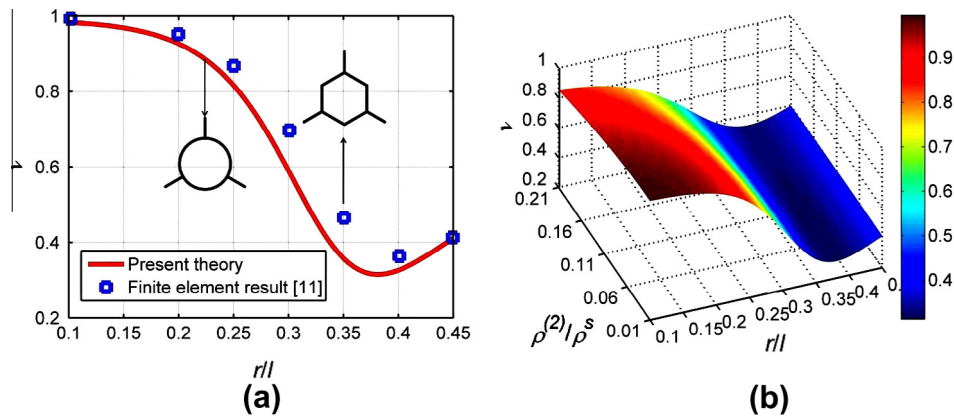 1
0.8
0.6
0.4
0.2
ν
0.1 0.15 0.2 0.25 0.3 0.35 0.4 0.45
r/l
Present theory
Finite element result [11]
(a)
1
0.8
0.6
0.4
0.2
ν
0.21
0.16
0.11
0.06
0.01
ρ(2)/ρs
0.1 0.15 0.2 0.25 0.3 0.35 0.4
r/l
0.9
0.8
0.7
0.6
0.5
0.4
(b)